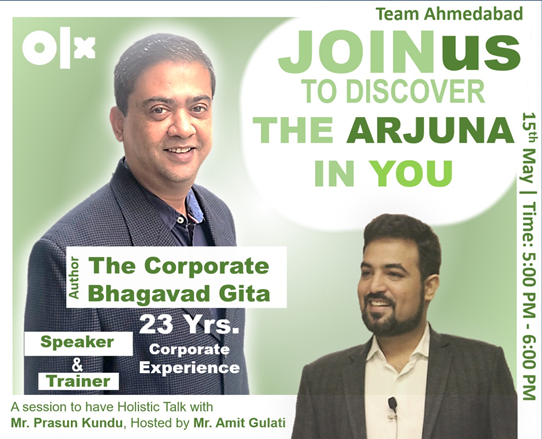 Team Ahmedabad
olx
JOIN us
TO DISCOVER
THE ARJUNA
IN YOU
15th May | Time: 5:00 PM - 6:00 PM
Author
The Corporate
Bhagavad Gita
23 Yrs.
Corporate
Experience
Speaker
&
Trainer
A session to have Holistic Talk with
Mr. Prasun Kundu, Hosted by Mr. Amit Gulati